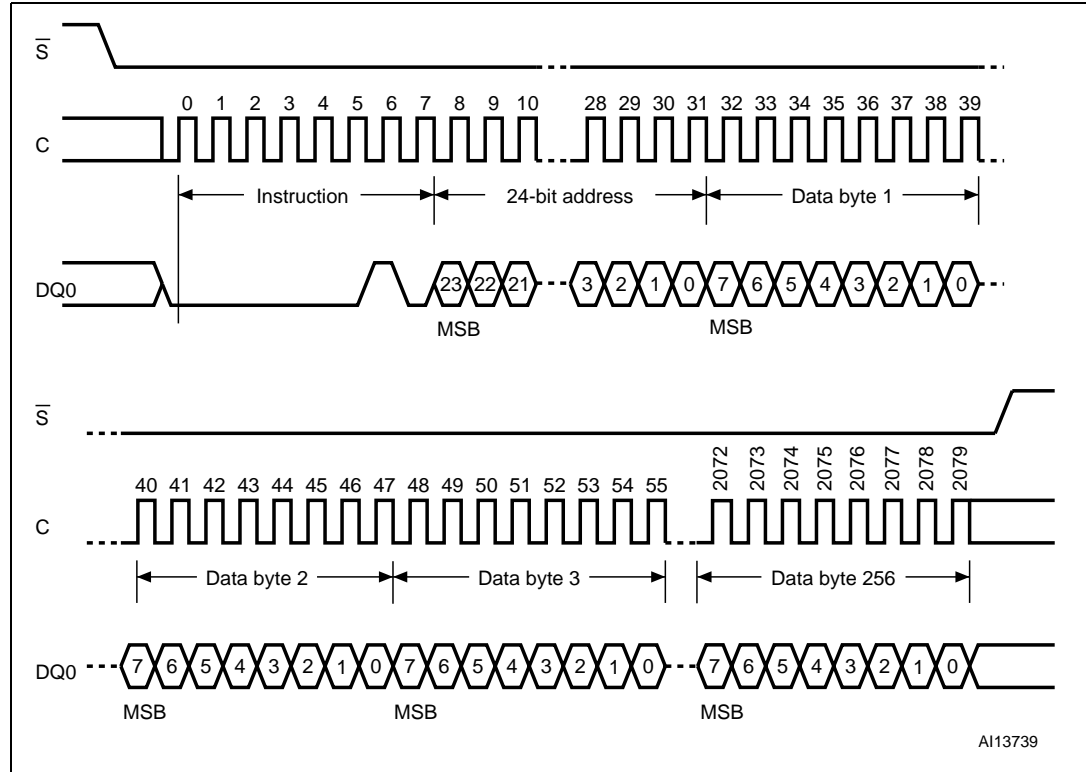 S̅
0 1 2 3 4 5 6 7 8 9 10 28 29 30 31 32 33 34 35 36 37 38 39
C
Instruction 24-bit address Data byte 1
DQ0 23 22 21 3 2 1 0 7 6 5 4 3 2 1 0
MSB MSB
S̅
40 41 42 43 44 45 46 47 48 49 50 51 52 53 54 55 2072 2073 2074 2075 2076 2077 2078 2079
C
Data byte 2 Data byte 3 Data byte 256
DQ0 7 6 5 4 3 2 1 0 7 6 5 4 3 2 1 0 7 6 5 4 3 2 1 0
MSB MSB MSB
AI13739